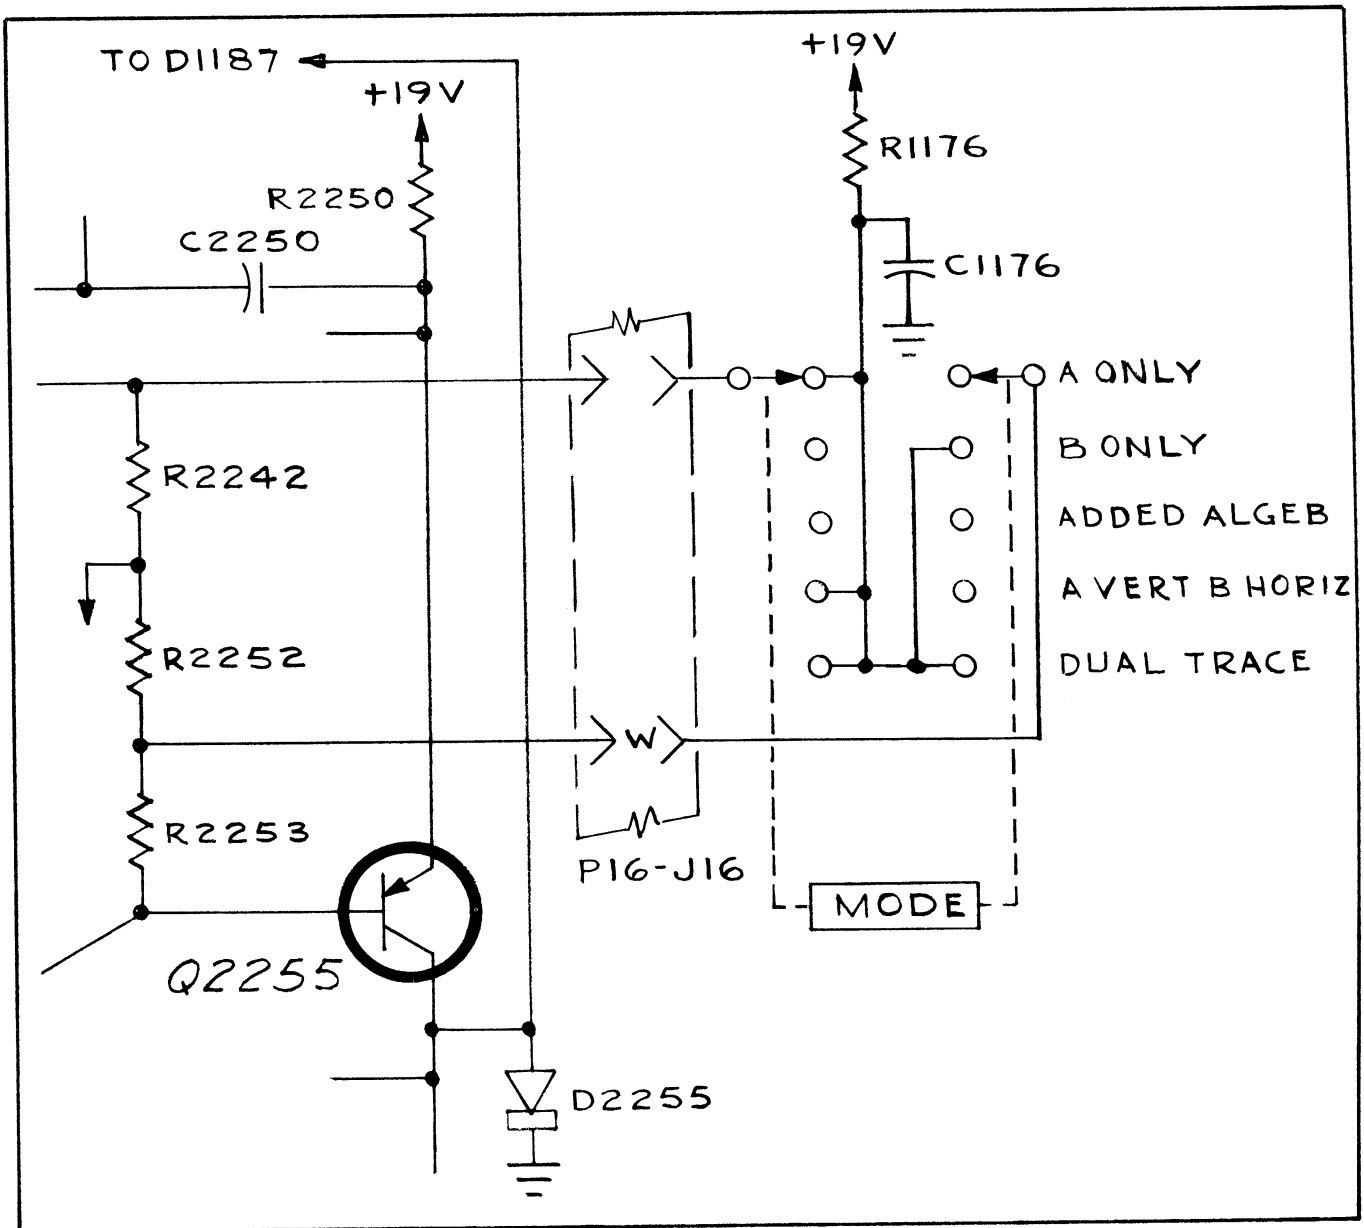 TO D1187
+19V
+19V
R1176
R2250
C2250
C1176
A ONLY
B ONLY
R2242
ADDED ALGEB
A VERT B HORIZ
R2252
DUAL TRACE
W
R2253
P16-J16
MODE
Q2255
D2255